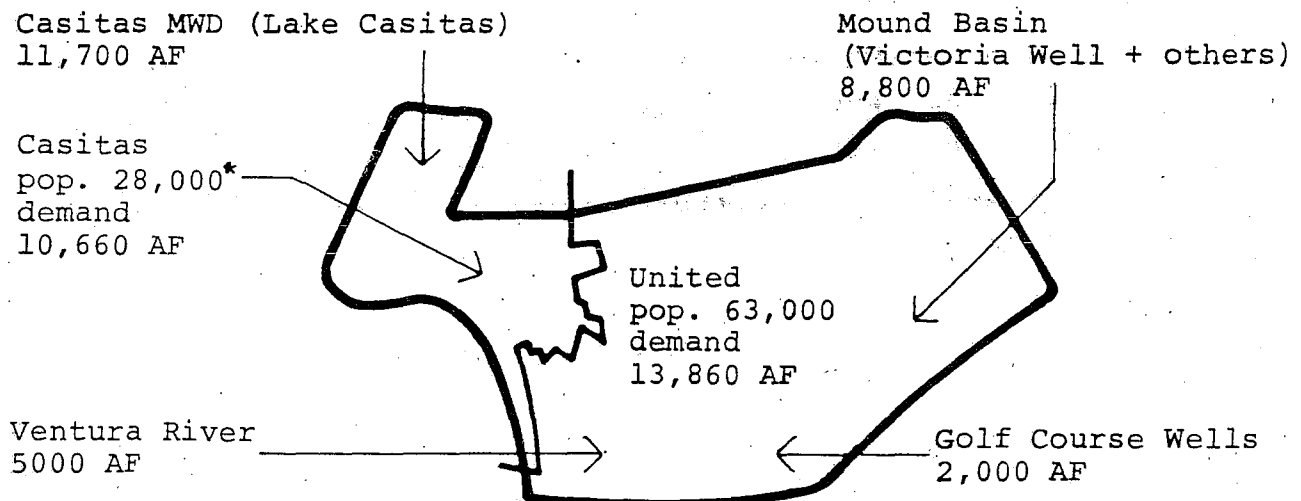 Casitas MWD (Lake Casitas)
11,700 AF
Mound Basin
(Victoria Well + others)
8,800 AF
Casitas
pop. 28,000*
demand
10,660 AF
United
pop. 63,000
demand
13,860 AF
Ventura River
5000 AF
Golf Course Wells
2,000 AF